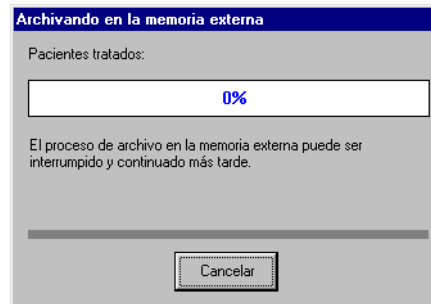 Archivando en la memoria externa
Pacientes tratados:
0%
El proceso de archivo en la memoria externa puede ser
interrumpido y continuado más tarde.
Cancelar